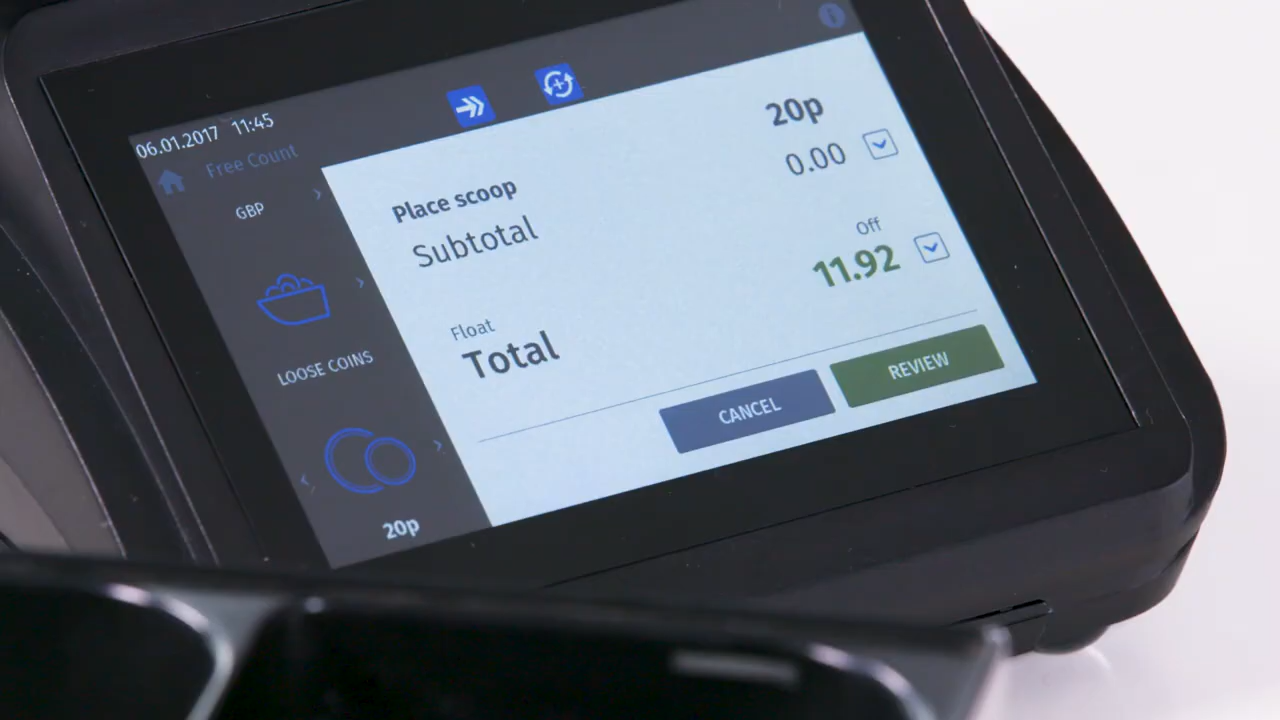 06.01.2017 11:45
Free Count
GBP
LOOSE COINS
20p
20p
Place scoop
Subtotal 0.00
Float Off
Total 11.92
CANCEL REVIEW